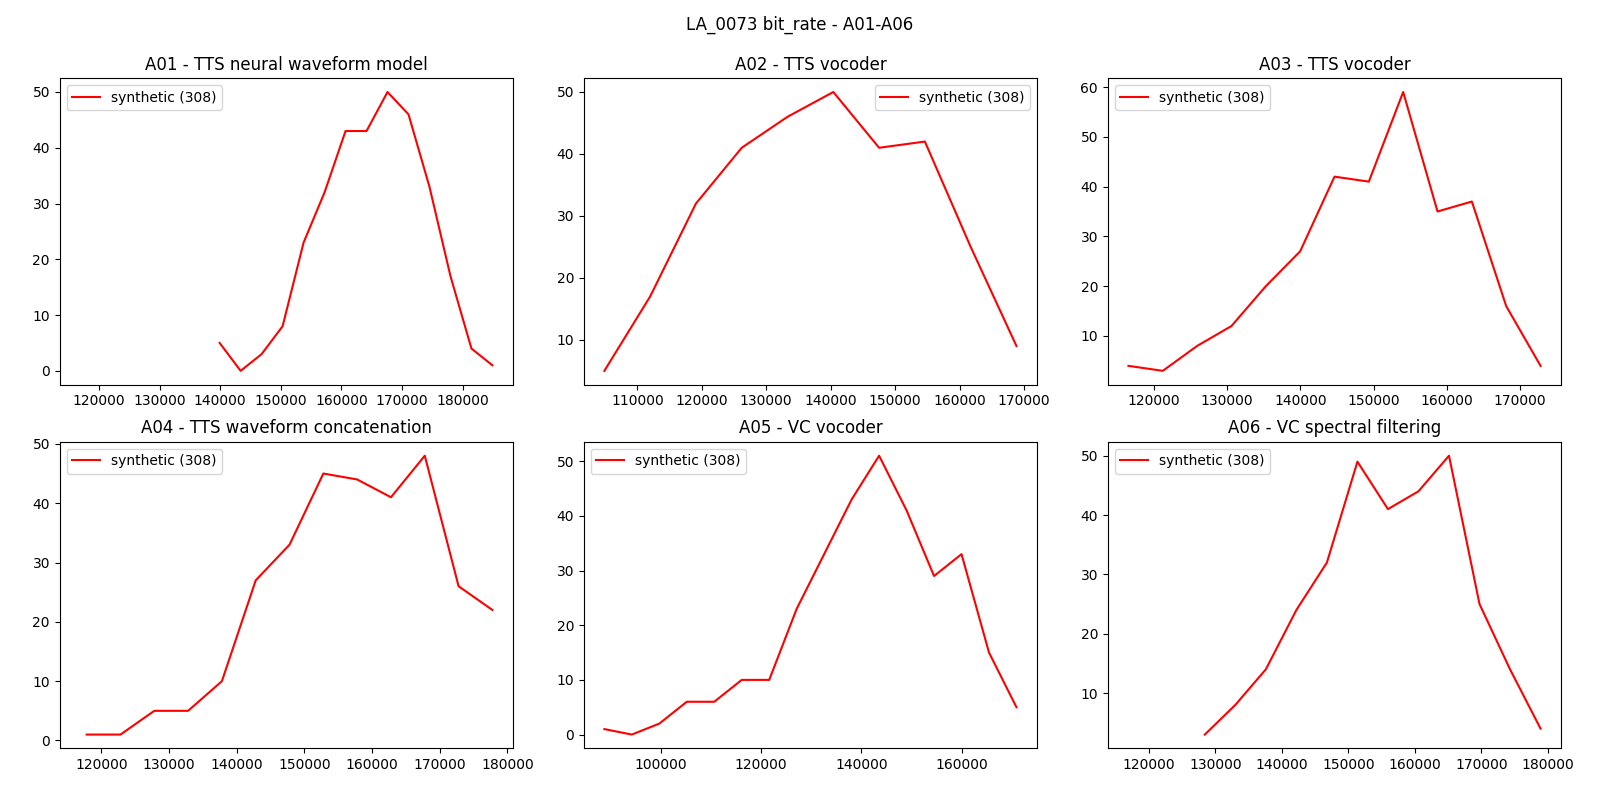 LA_0073 bit_rate - A01-A06
A01 - TTS neural waveform model
synthetic (308)
50
40
30
20
10
0
120000 130000 140000 150000 160000 170000 180000
A02 - TTS vocoder
synthetic (308)
50
40
30
20
10
110000 120000 130000 140000 150000 160000 170000
A03 - TTS vocoder
synthetic (308)
60
50
40
30
20
10
120000 130000 140000 150000 160000 170000
A04 - TTS waveform concatenation
synthetic (308)
50
40
30
20
10
0
120000 130000 140000 150000 160000 170000 180000
A05 - VC vocoder
synthetic (308)
50
40
30
20
10
0
100000 120000 140000 160000
A06 - VC spectral filtering
synthetic (308)
50
40
30
20
10
120000 130000 140000 150000 160000 170000 180000